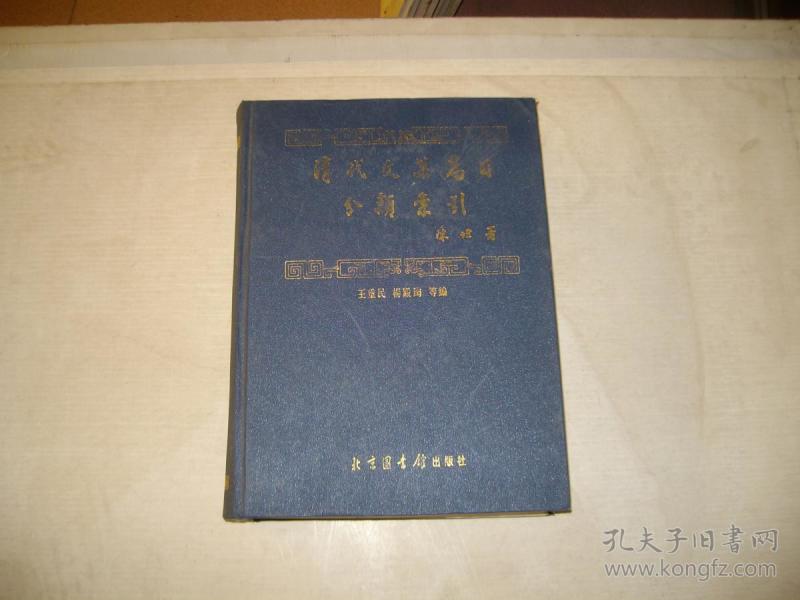 清代文集篇目
分類索引
王重民 楊殿珣 等編
北京圖書館出版社
孔夫子旧書网
www.kongfz.com